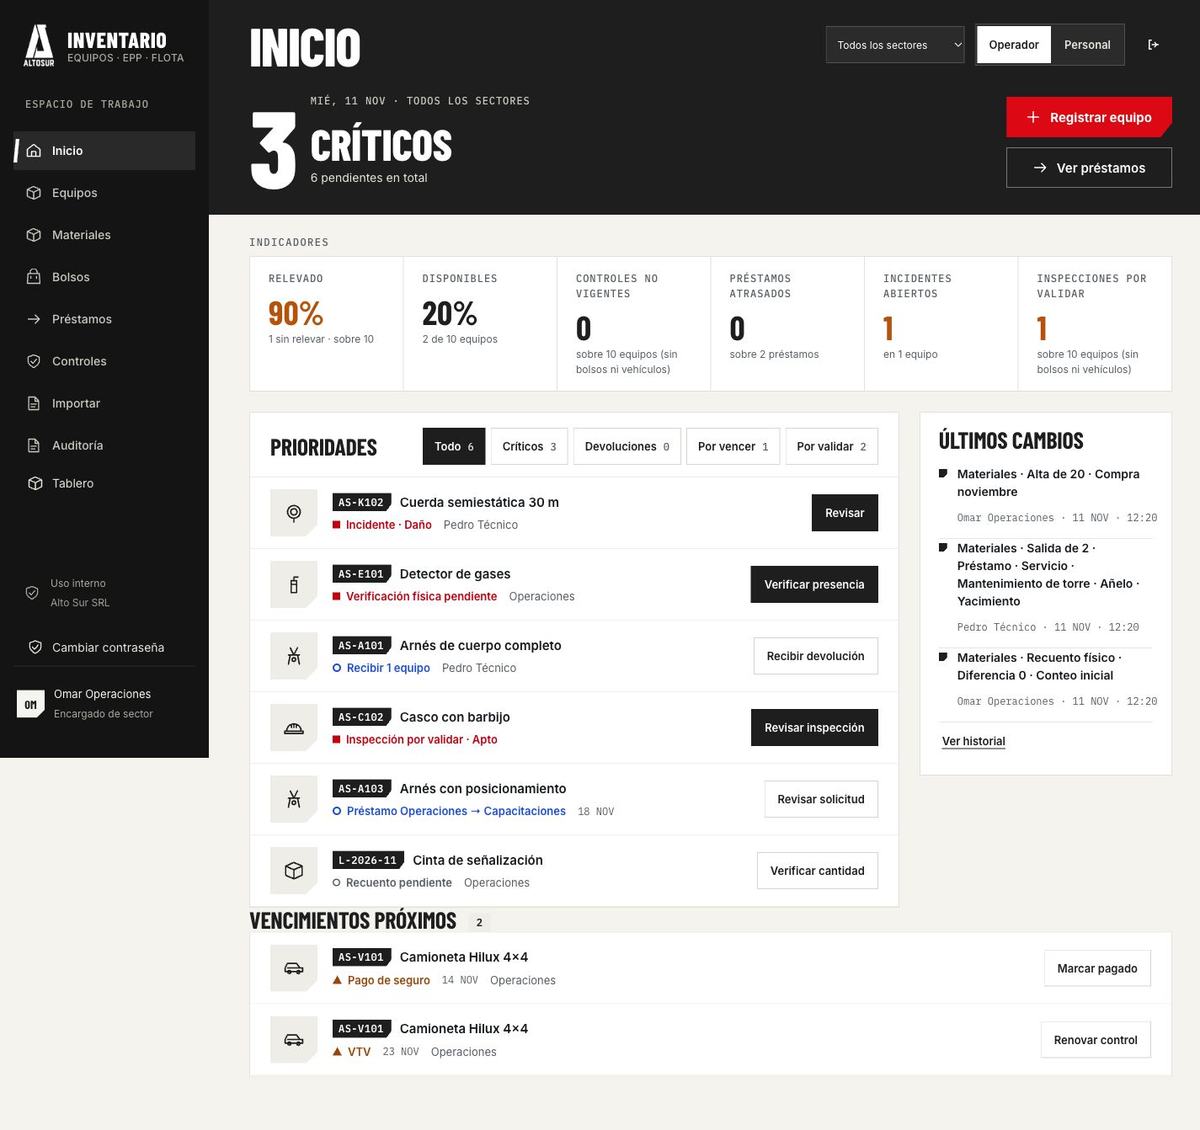 ALTOSUR
INVENTARIO
EQUIPOS · EPP · FLOTA
ESPACIO DE TRABAJO
Inicio
Equipos
Materiales
Bolsos
Préstamos
Controles
Importar
Auditoría
Tablero
Uso interno
Alto Sur SRL
Cambiar contraseña
OM
Omar Operaciones
Encargado de sector
INICIO
Todos los sectores
Operador
Personal
MIÉ, 11 NOV · TODOS LOS SECTORES
3 CRÍTICOS
6 pendientes en total
Registrar equipo
Ver préstamos
INDICADORES
RELEVADO
90%
1 sin relevar · sobre 10
DISPONIBLES
20%
2 de 10 equipos
CONTROLES NO
VIGENTES
0
sobre 10 equipos (sin
bolsos ni vehículos)
PRÉSTAMOS
ATRASADOS
0
sobre 2 préstamos
INCIDENTES
ABIERTOS
1
en 1 equipo
INSPECCIONES POR
VALIDAR
1
sobre 10 equipos (sin
bolsos ni vehículos)
PRIORIDADES
Todo 6
Críticos 3
Devoluciones 0
Por vencer 1
Por validar 2
AS-K102 Cuerda semiestática 30 m
Incidente · Daño Pedro Técnico
Revisar
AS-E101 Detector de gases
Verificación física pendiente Operaciones
Verificar presencia
AS-A101 Arnés de cuerpo completo
Recibir 1 equipo Pedro Técnico
Recibir devolución
AS-C102 Casco con barbijo
Inspección por validar · Apto
Revisar inspección
AS-A103 Arnés con posicionamiento
Préstamo Operaciones → Capacitaciones 18 NOV
Revisar solicitud
L-2026-11 Cinta de señalización
Recuento pendiente Operaciones
Verificar cantidad
ÚLTIMOS CAMBIOS
Materiales · Alta de 20 · Compra
noviembre
Omar Operaciones · 11 NOV · 12:20
Materiales · Salida de 2 ·
Préstamo · Servicio ·
Mantenimiento de torre · Añelo ·
Yacimiento
Pedro Técnico · 11 NOV · 12:20
Materiales · Recuento físico ·
Diferencia 0 · Conteo inicial
Omar Operaciones · 11 NOV · 12:20
Ver historial
VENCIMIENTOS PRÓXIMOS 2
AS-V101 Camioneta Hilux 4×4
Pago de seguro 14 NOV Operaciones
Marcar pagado
AS-V101 Camioneta Hilux 4×4
VTV 23 NOV Operaciones
Renovar control